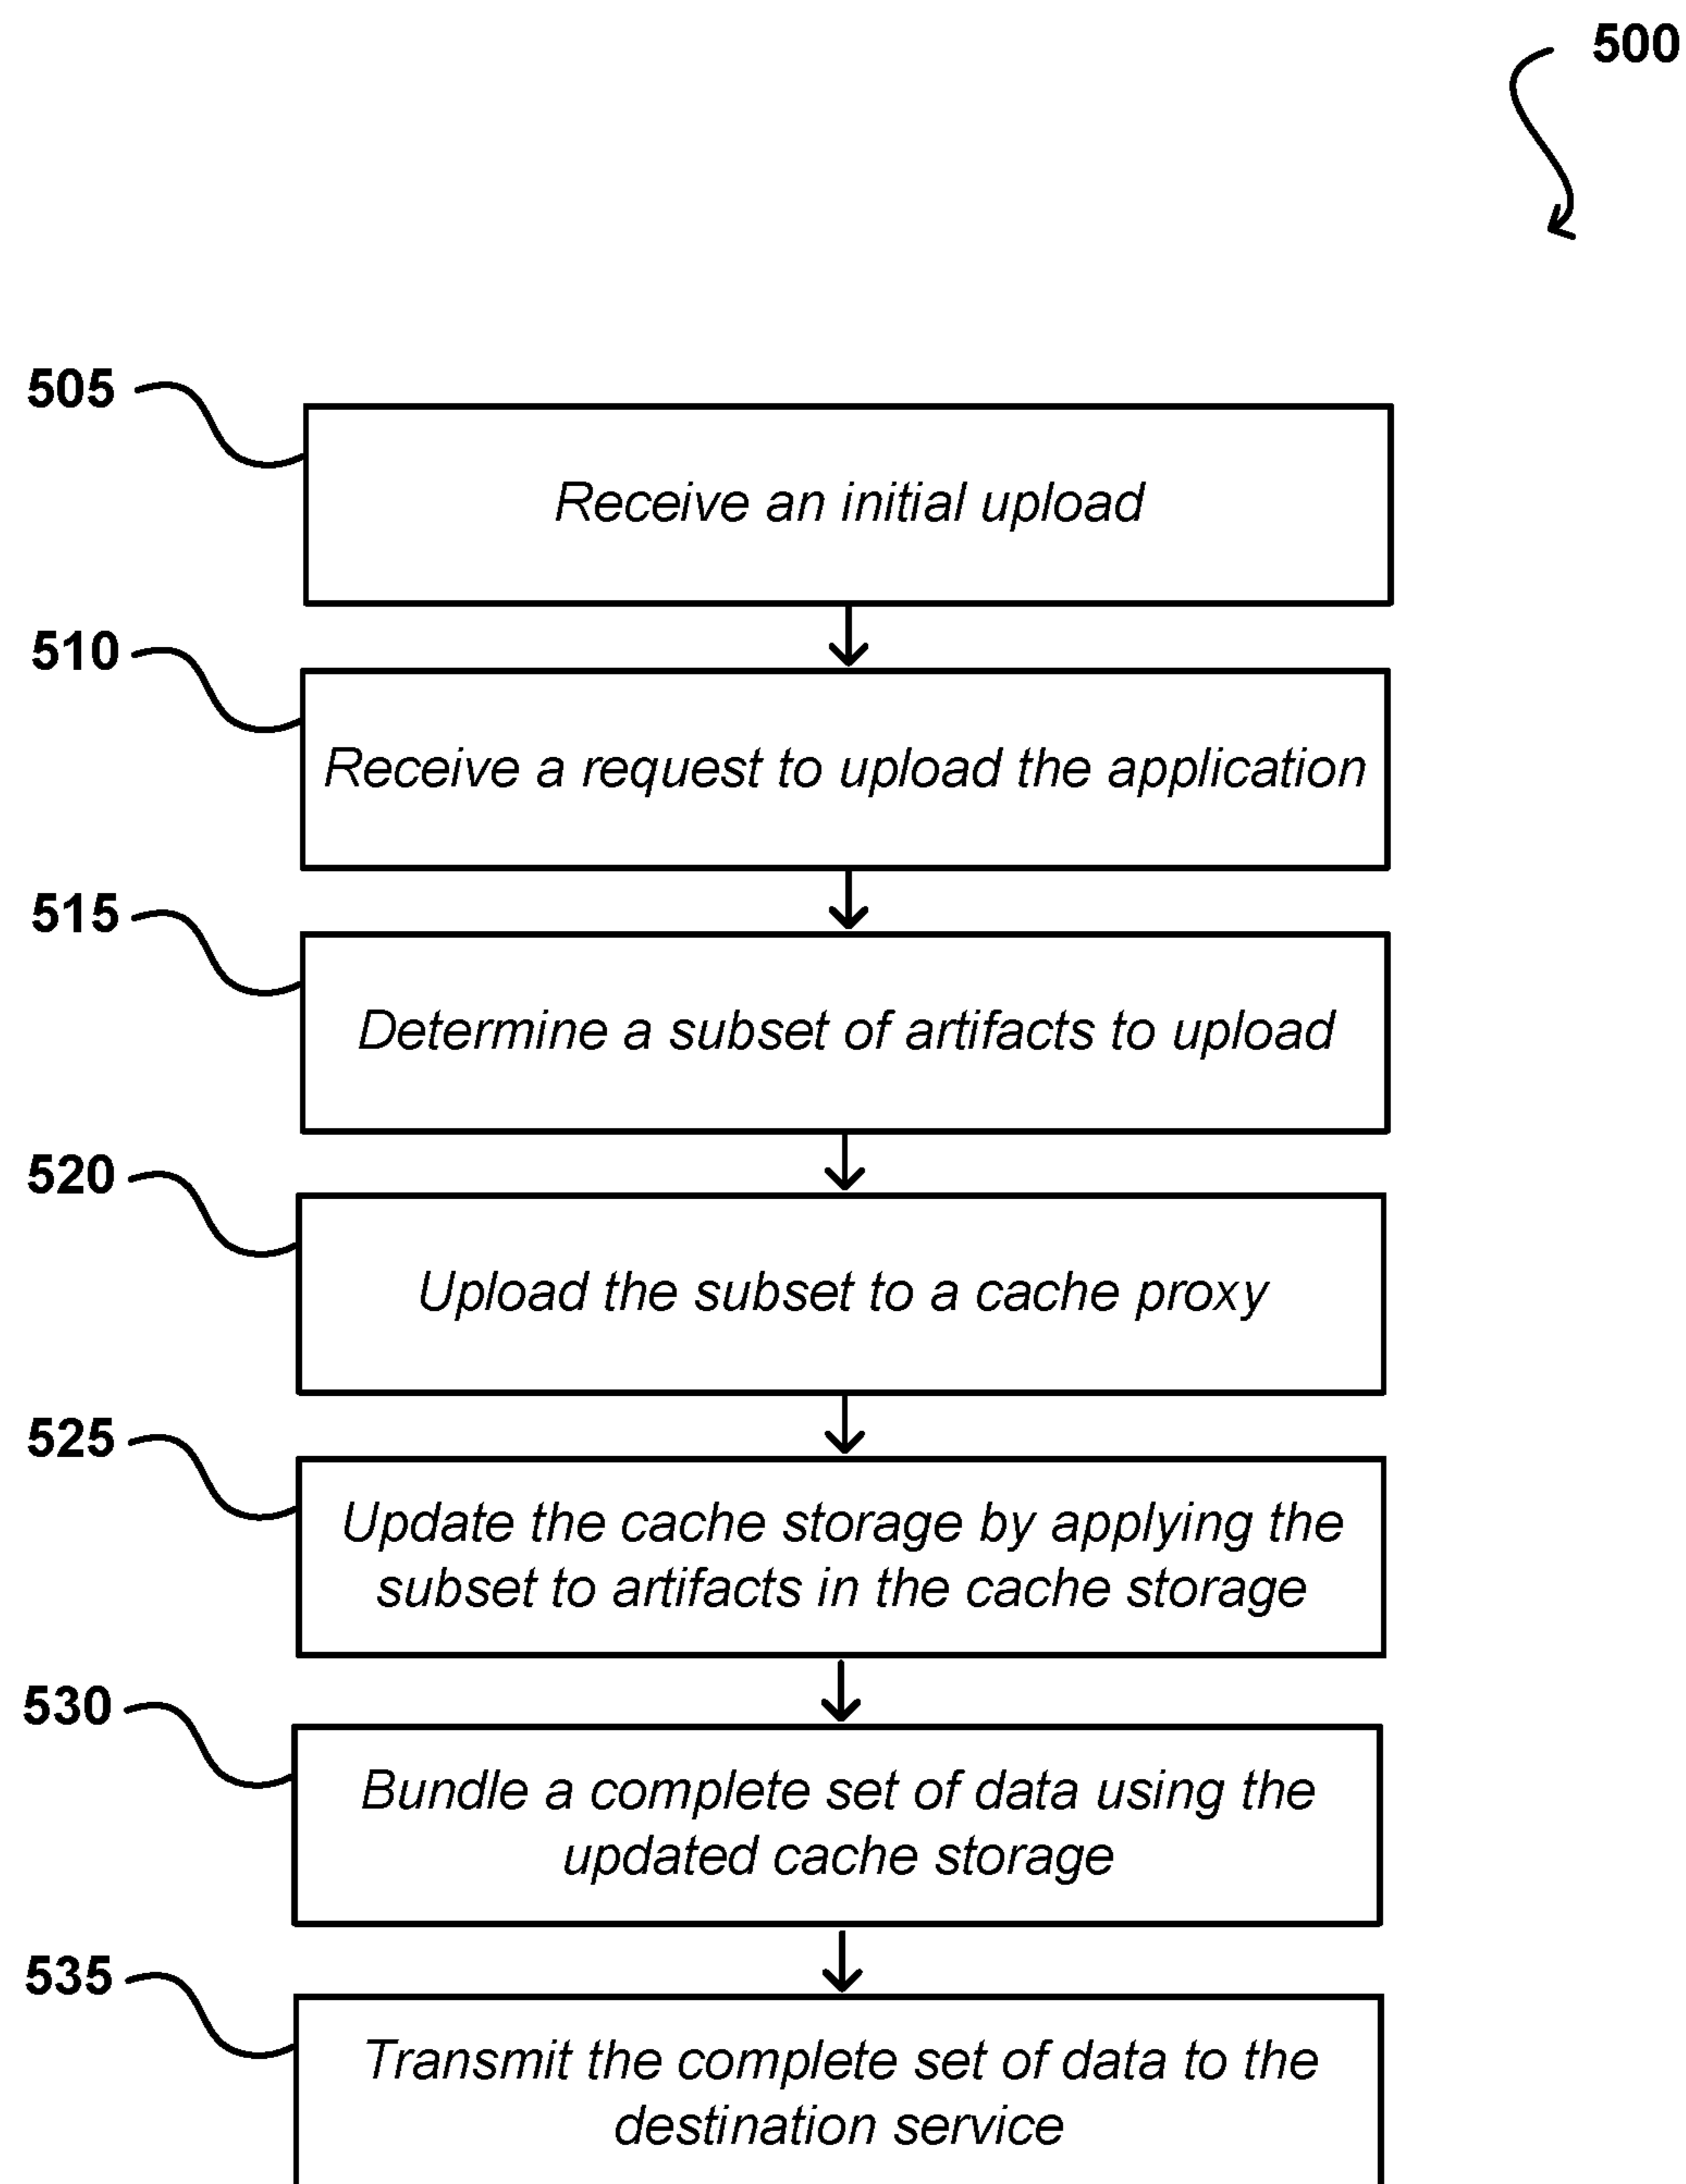 500
505
Receive an initial upload
510
Receive a request to upload the application
515
Determine a subset of artifacts to upload
520
Upload the subset to a cache proxy
525
Update the cache storage by applying the
subset to artifacts in the cache storage
530
Bundle a complete set of data using the
updated cache storage
535
Transmit the complete set of data to the
destination service